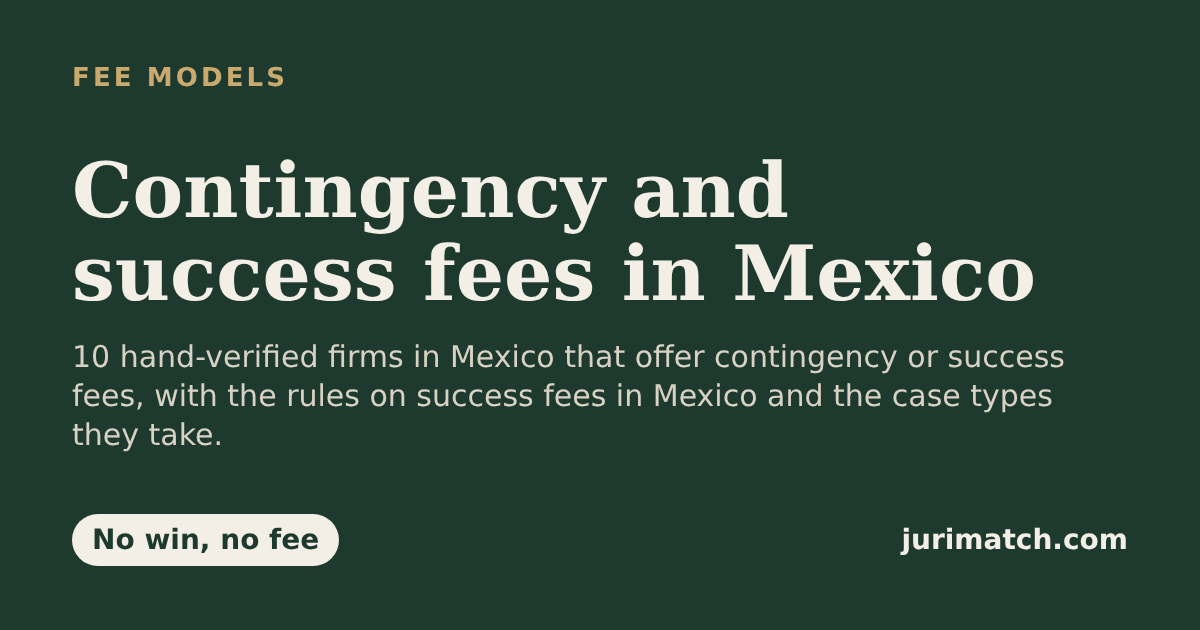 FEE MODELS
Contingency and
success fees in Mexico
10 hand-verified firms in Mexico that offer contingency or success
fees, with the rules on success fees in Mexico and the case types
they take.
No win, no fee
jurimatch.com